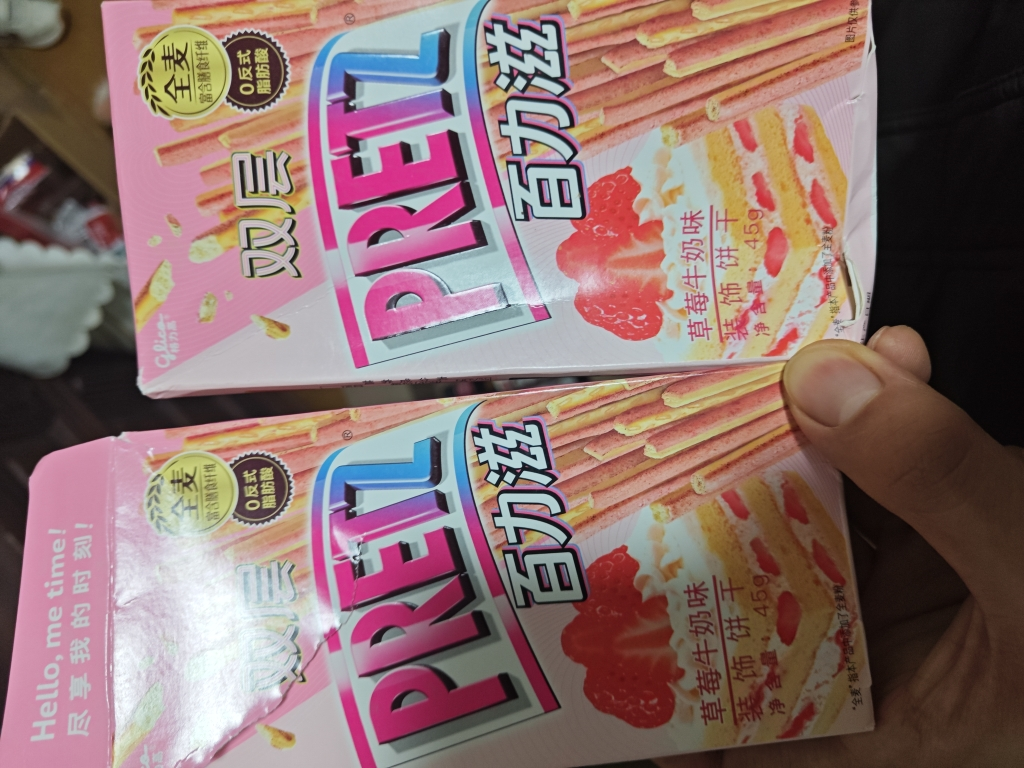 全麦
富含膳食纤维
0反式
脂肪酸
双层
Glico
格力高
PRETZ
®
百力滋
草莓牛奶味
装饰饼干
净含量：45g
Hello, me time!
尽享我的时刻！
全麦
富含膳食纤维
0反式
脂肪酸
双层
PRETZ
®
百力滋
草莓牛奶味
装饰饼干
净含量：45g